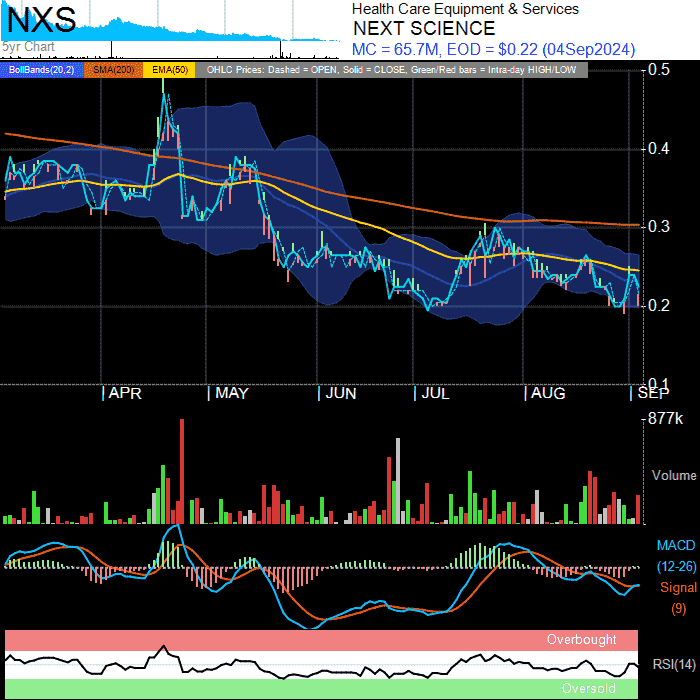 NXS
Health Care Equipment & Services
NEXT SCIENCE
5yr Chart
MC = 65.7M, EOD = $0.22 (04Sep2024)
BollBands(20,2) SMA(200) EMA(50) OHLC Prices: Dashed = OPEN, Solid = CLOSE, Green/Red bars = Intra-day HIGH/LOW
0.5
0.4
0.3
0.2
0.1
APR MAY JUN JUL AUG SEP
877k
Volume
MACD
(12-26)
Signal
(9)
Overbought
RSI(14)
Oversold